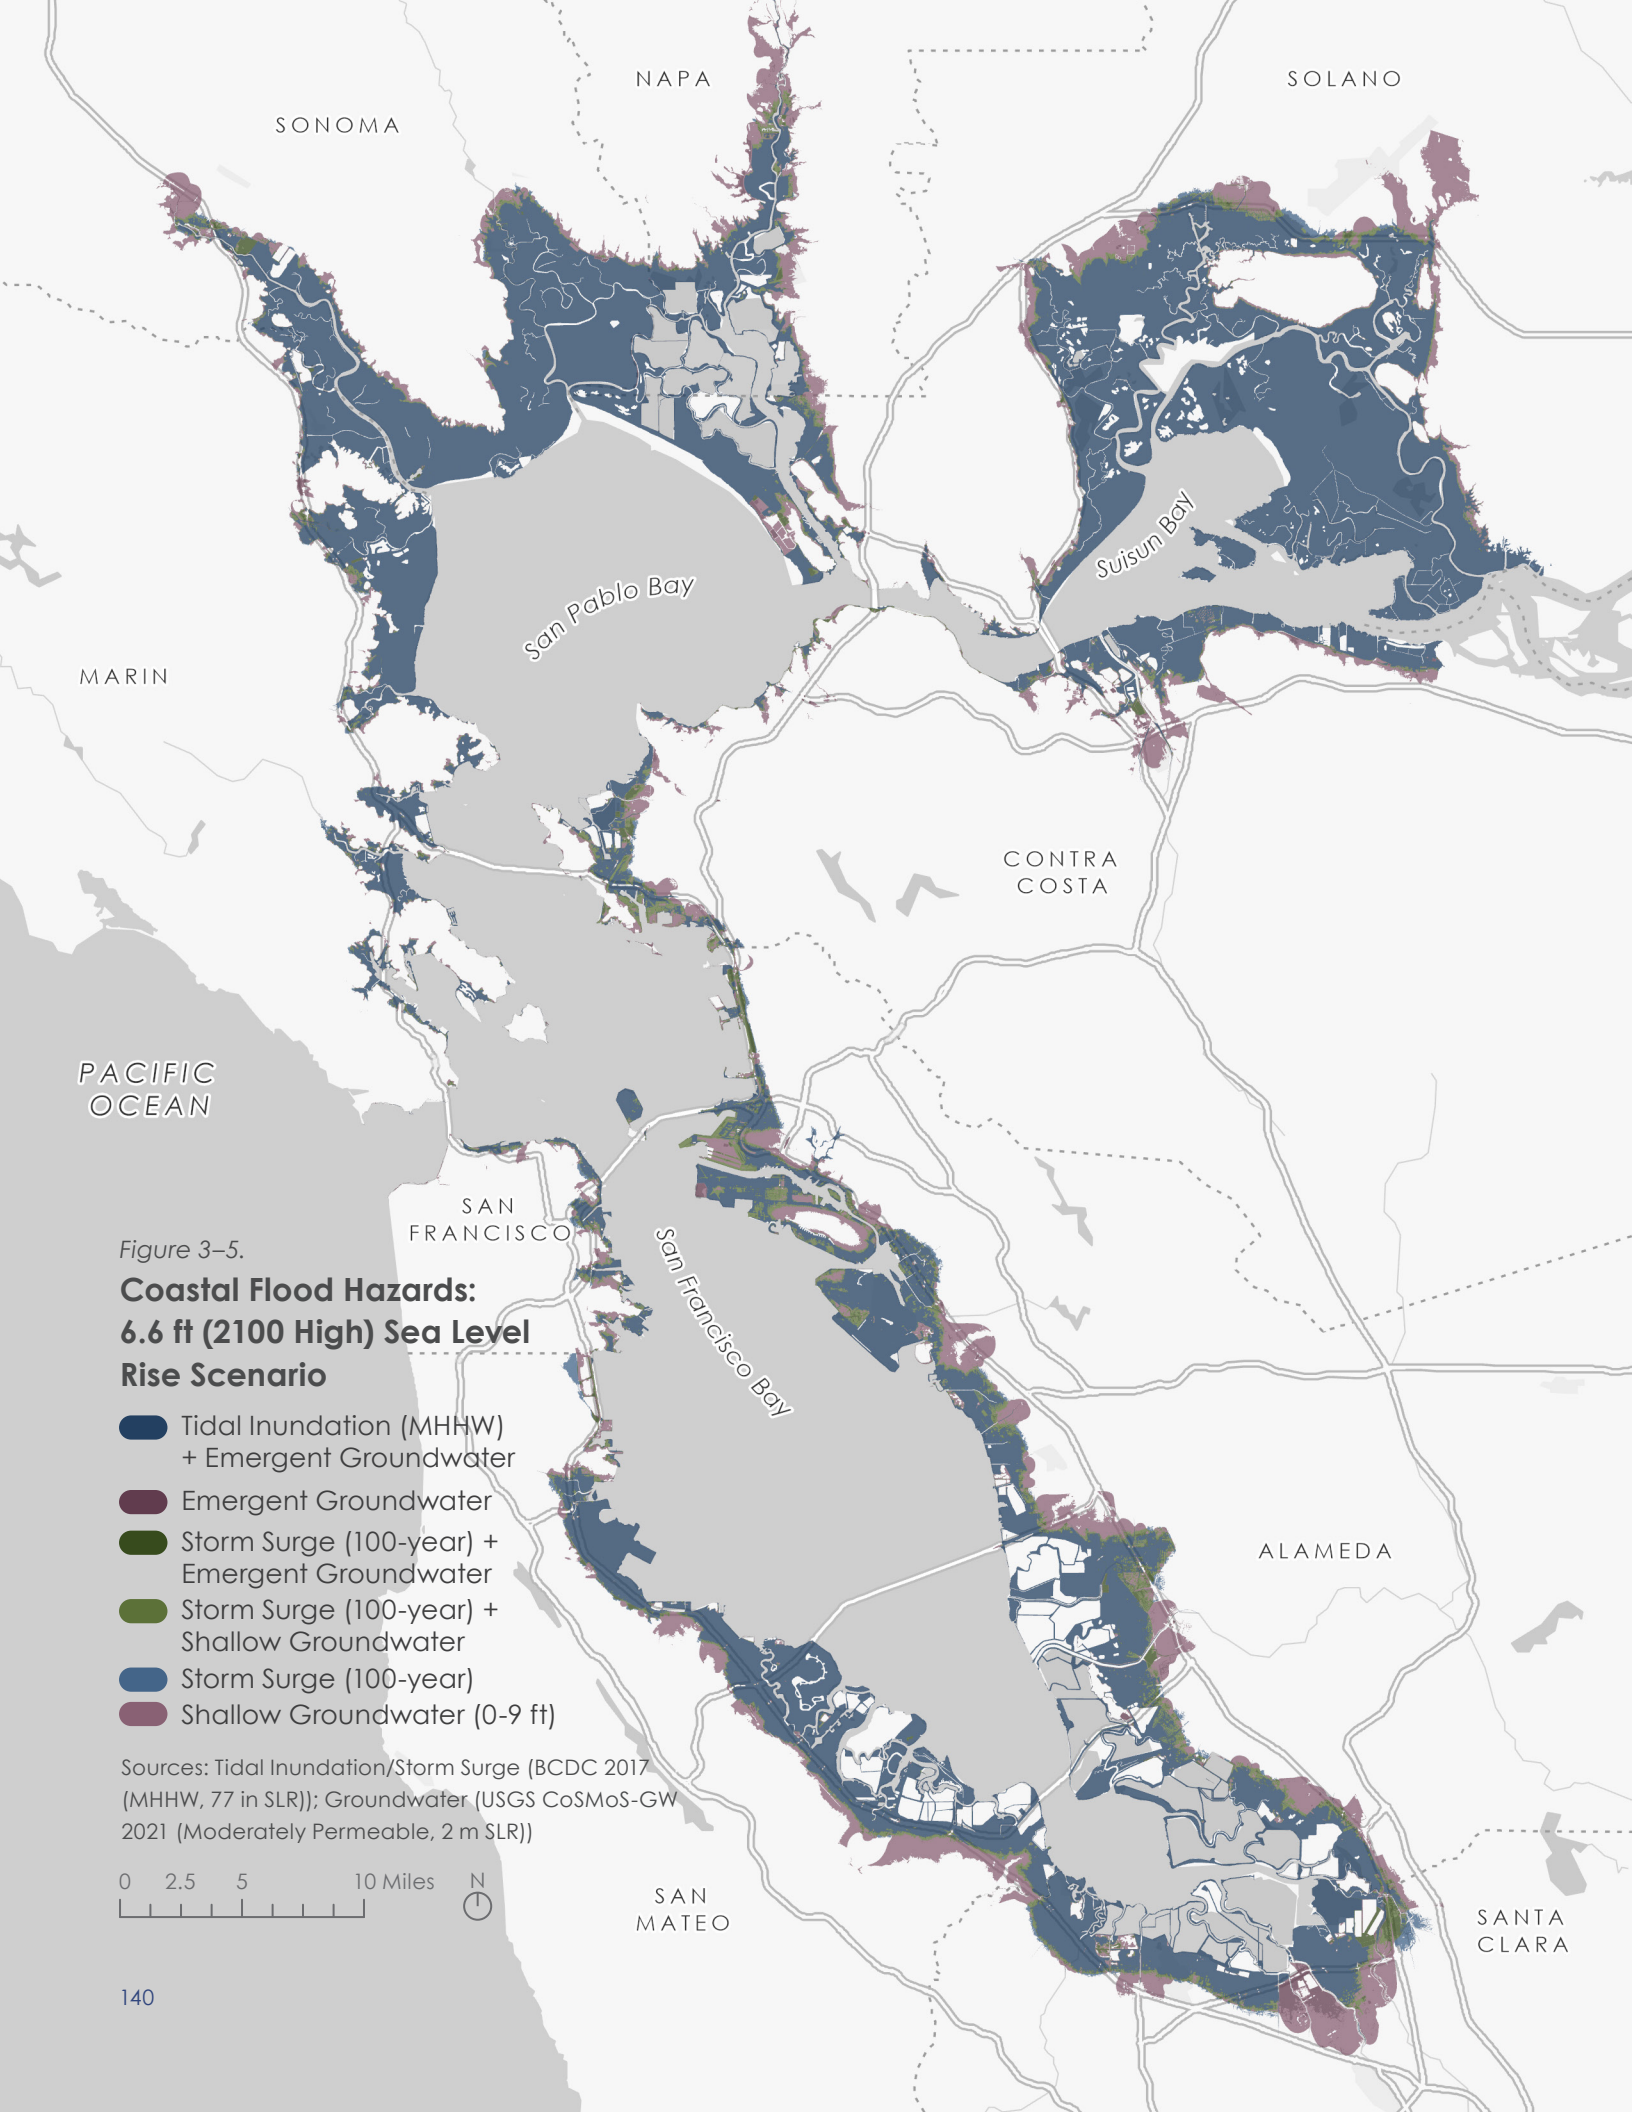 NAPA
SOLANO
SONOMA
Suisun Bay
San Pablo Bay
MARIN
CONTRA
COSTA
PACIFIC
OCEAN
SAN
FRANCISCO
San Francisco Bay
Figure 3–5.
Coastal Flood Hazards:
6.6 ft (2100 High) Sea Level
Rise Scenario
Tidal Inundation (MHHW)
+ Emergent Groundwater
Emergent Groundwater
Storm Surge (100-year) +
Emergent Groundwater
Storm Surge (100-year) +
Shallow Groundwater
Storm Surge (100-year)
Shallow Groundwater (0-9 ft)
Sources: Tidal Inundation/Storm Surge (BCDC 2017
(MHHW, 77 in SLR)); Groundwater (USGS CoSMoS-GW
2021 (Moderately Permeable, 2 m SLR))
0 2.5 5 10 Miles N
ALAMEDA
SAN
MATEO
SANTA
CLARA
140